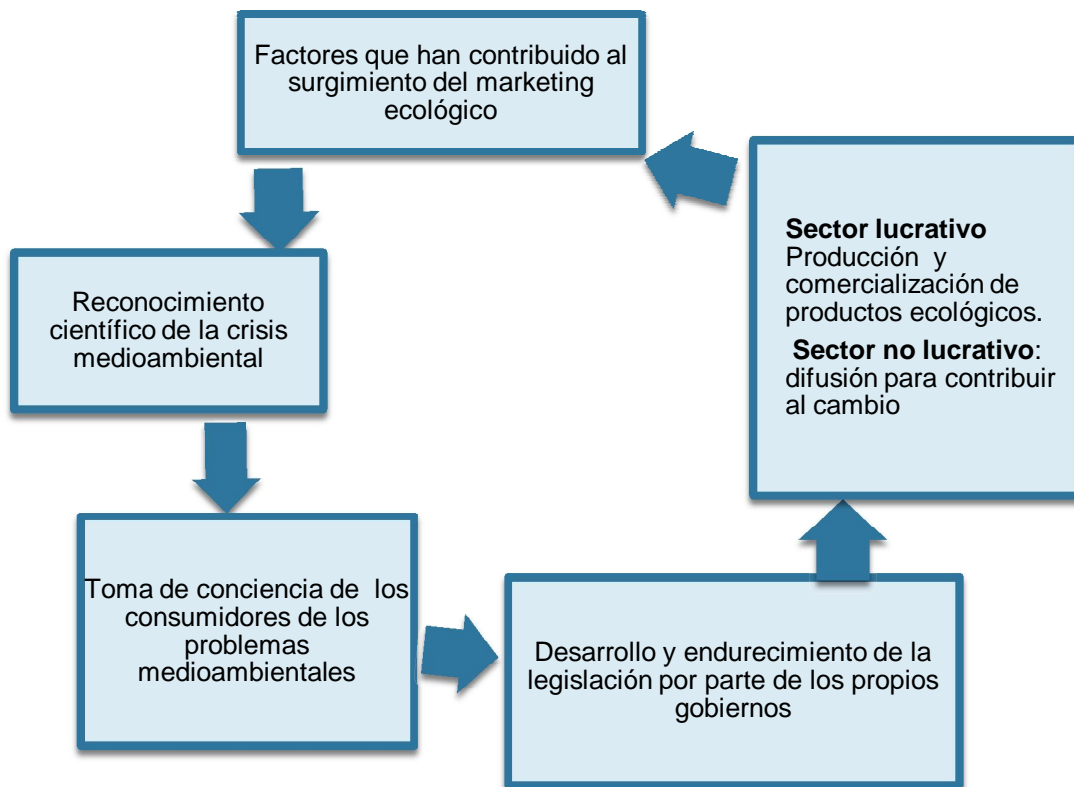 Factores que han contribuido al
surgimiento del marketing
ecológico
Reconocimiento
científico de la crisis
medioambiental
Toma de conciencia de los
consumidores de los
problemas
medioambientales
Desarrollo y endurecimiento de la
legislación por parte de los propios
gobiernos
Sector lucrativo
Producción y
comercialización de
productos ecológicos.
Sector no lucrativo:
difusión para contribuir
al cambio